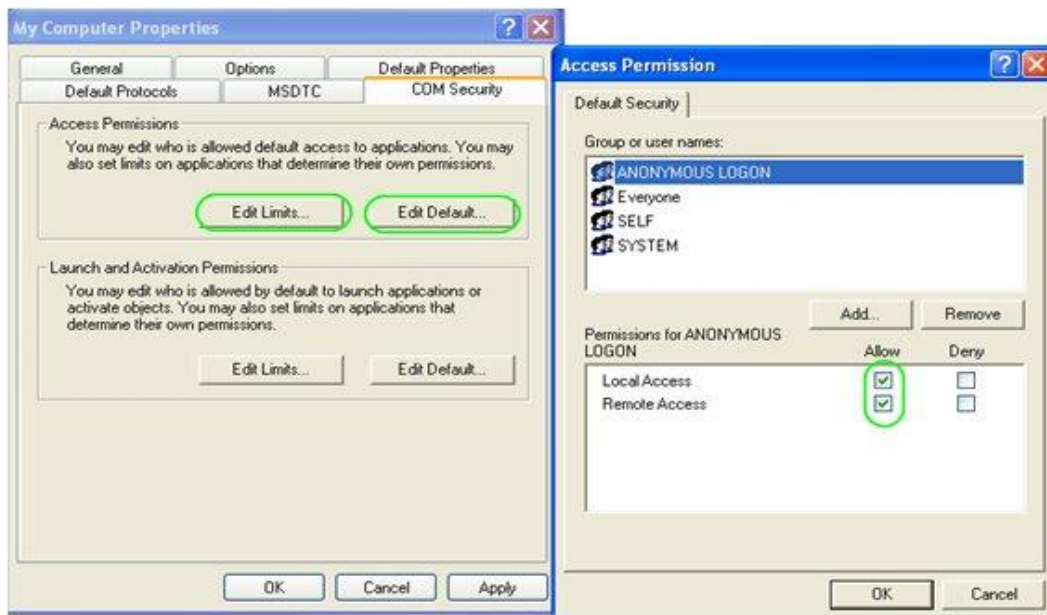 My Computer Properties
General Options Default Properties
Default Protocols MSDTC COM Security
Access Permissions
You may edit who is allowed default access to applications. You may
also set limits on applications that determine their own permissions.
Edit Limits... Edit Default...
Launch and Activation Permissions
You may edit who is allowed by default to launch applications or
activate objects. You may also set limits on applications that
determine their own permissions.
Edit Limits... Edit Default...
OK Cancel Apply
Access Permission
Default Security
Group or user names:
ANONYMOUS LOGON
Everyone
SELF
SYSTEM
Add... Remove
Permissions for ANONYMOUS
LOGON Allow Deny
Local Access
Remote Access
OK Cancel